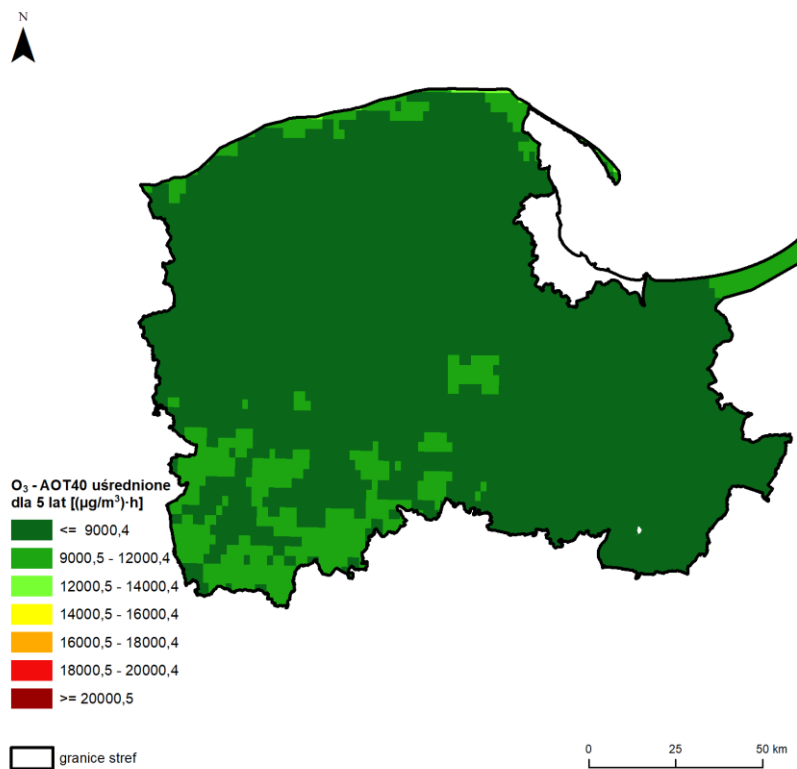 N
O₃ - AOT40 uśrednione
dla 5 lat [(µg/m³)·h]
<= 9000,4
9000,5 - 12000,4
12000,5 - 14000,4
14000,5 - 16000,4
16000,5 - 18000,4
18000,5 - 20000,4
>= 20000,5
granice stref
0 25 50 km